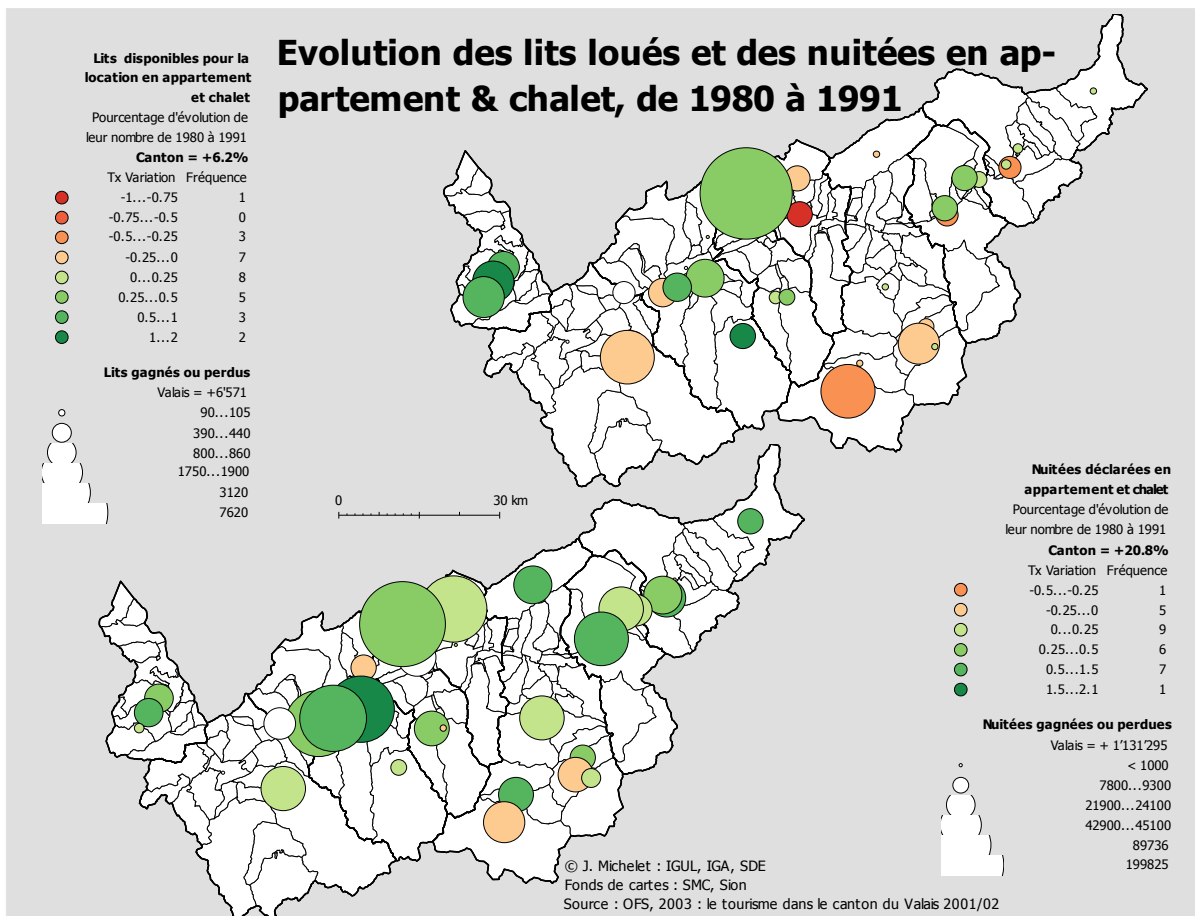 Evolution des lits loués et des nuitées en ap-
partement & chalet, de 1980 à 1991
Lits disponibles pour la
location en appartement
et chalet
Pourcentage d'évolution de
leur nombre de 1980 à 1991
Canton = +6.2%
Tx Variation Fréquence
-1...-0.75 1
-0.75...-0.5 0
-0.5...-0.25 3
-0.25...0 7
0...0.25 8
0.25...0.5 5
0.5...1 3
1...2 2
Lits gagnés ou perdus
Valais = +6'571
90...105
390...440
800...860
1750...1900
3120
7620
0 30 km
Nuitées déclarées en
appartement et chalet
Pourcentage d'évolution de
leur nombre de 1980 à 1991
Canton = +20.8%
Tx Variation Fréquence
-0.5...-0.25 1
-0.25...0 5
0...0.25 9
0.25...0.5 6
0.5...1.5 7
1.5...2.1 1
Nuitées gagnées ou perdues
Valais = + 1'131'295
< 1000
7800...9300
21900...24100
42900...45100
89736
199825
© J. Michelet : IGUL, IGA, SDE
Fonds de cartes : SMC, Sion
Source : OFS, 2003 : le tourisme dans le canton du Valais 2001/02